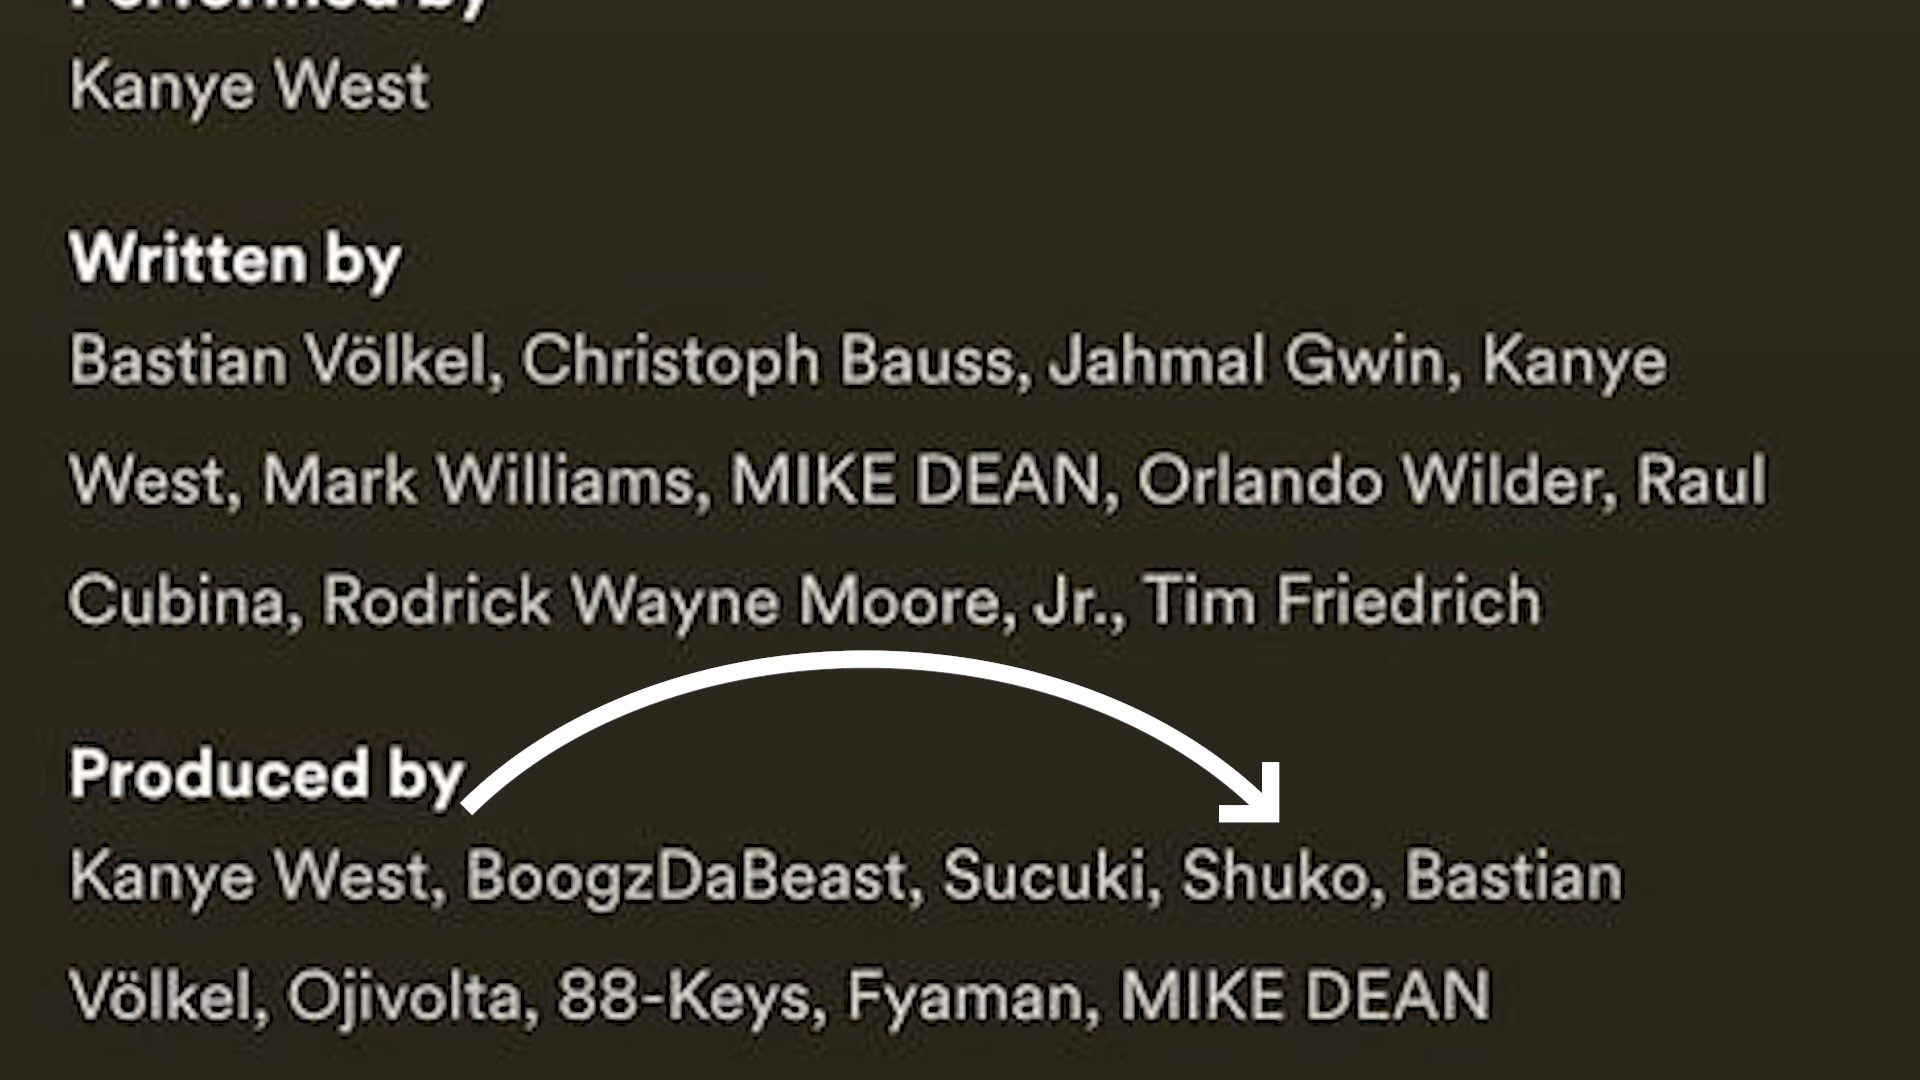 Performed by
Kanye West
Written by
Bastian Völkel, Christoph Bauss, Jahmal Gwin, Kanye
West, Mark Williams, MIKE DEAN, Orlando Wilder, Raul
Cubina, Rodrick Wayne Moore, Jr., Tim Friedrich
Produced by
Kanye West, BoogzDaBeast, Sucuki, Shuko, Bastian
Völkel, Ojivolta, 88-Keys, Fyaman, MIKE DEAN